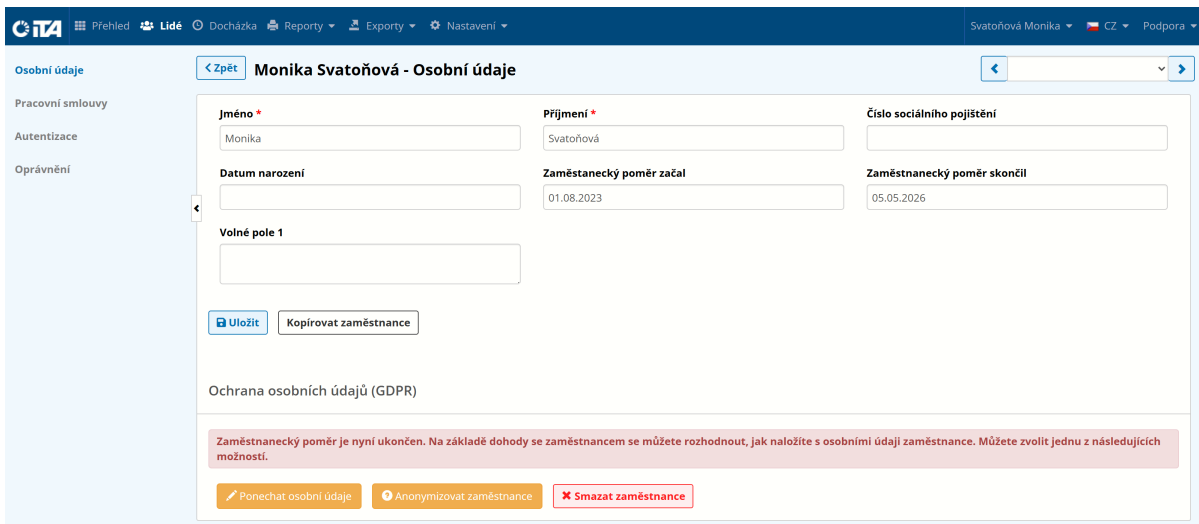 iTA Přehled Lidé Docházka Reporty Exporty Nastavení Svatoňová Monika CZ Podpora
Osobní údaje
Pracovní smlouvy
Autentizace
Oprávnění
Zpět Monika Svatoňová - Osobní údaje
Jméno * Příjmení * Číslo sociálního pojištění
Monika Svatoňová
Datum narození Zaměstanecký poměr začal Zaměstnanecký poměr skončil
01.08.2023 05.05.2026
Volné pole 1
Uložit Kopírovat zaměstnance
Ochrana osobních údajů (GDPR)
Zaměstnanecký poměr je nyní ukončen. Na základě dohody se zaměstnancem se můžete rozhodnout, jak naložíte s osobními údaji zaměstnance. Můžete zvolit jednu z následujících
možností.
Ponechat osobní údaje Anonymizovat zaměstnance Smazat zaměstnance